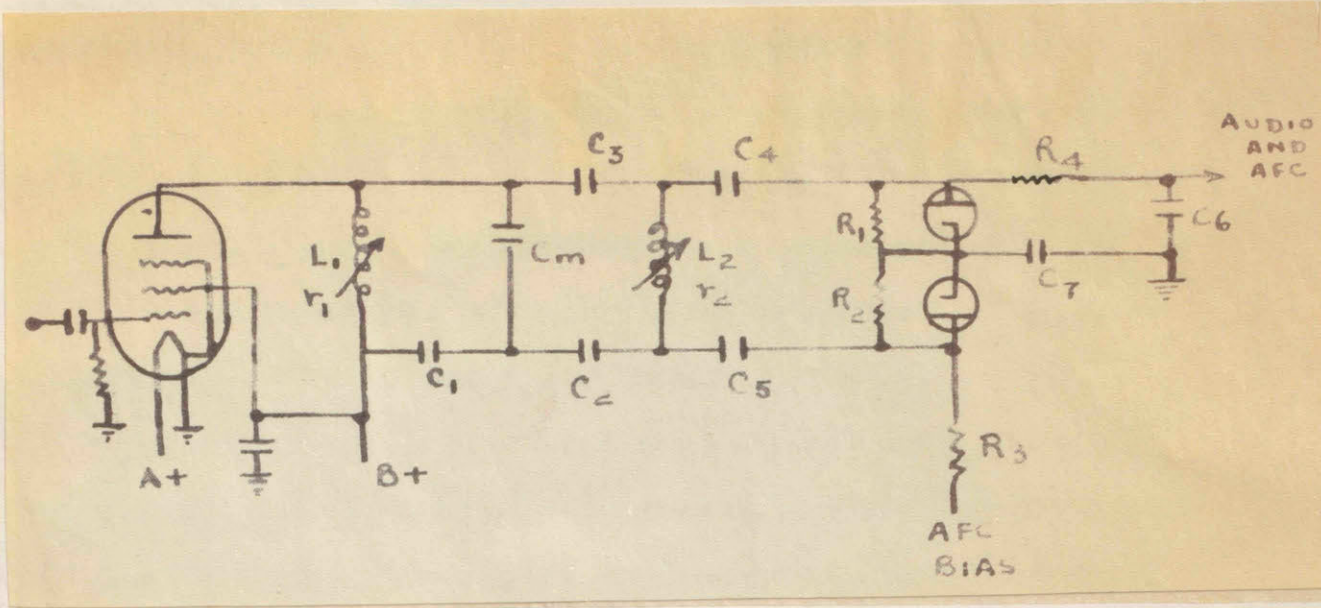 AUDIO
AND
AFC
C3
C4
R4
L1
r1
Cm
L2
r2
R1
R2
C6
C7
C1
C2
C5
R3
A+
B+
AFC
BIAS